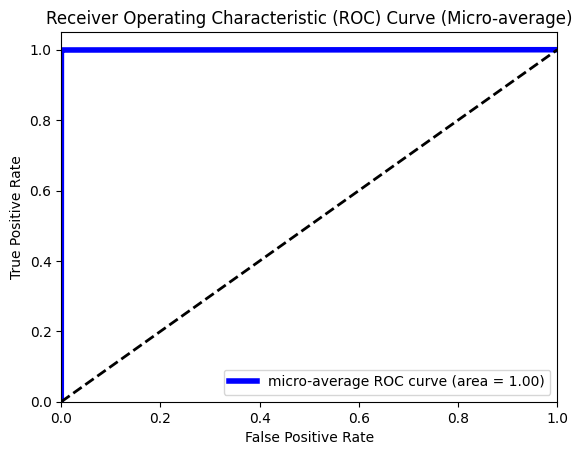 Receiver Operating Characteristic (ROC) Curve (Micro-average)
True Positive Rate
1.0
0.8
0.6
0.4
0.2
0.0
micro-average ROC curve (area = 1.00)
0.0 0.2 0.4 0.6 0.8 1.0
False Positive Rate